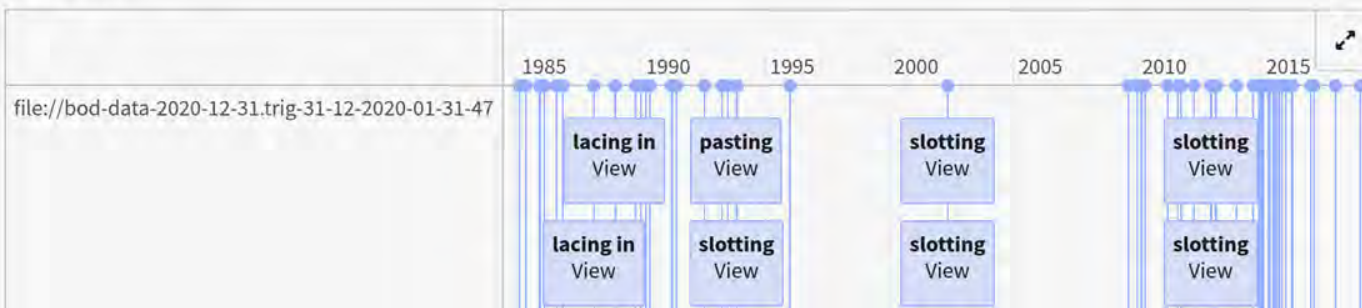 1985 1990 1995 2000 2005 2010 2015
file://bod-data-2020-12-31.trig-31-12-2020-01-31-47
lacing in pasting slotting slotting
View View View View
lacing in slotting slotting slotting
View View View View